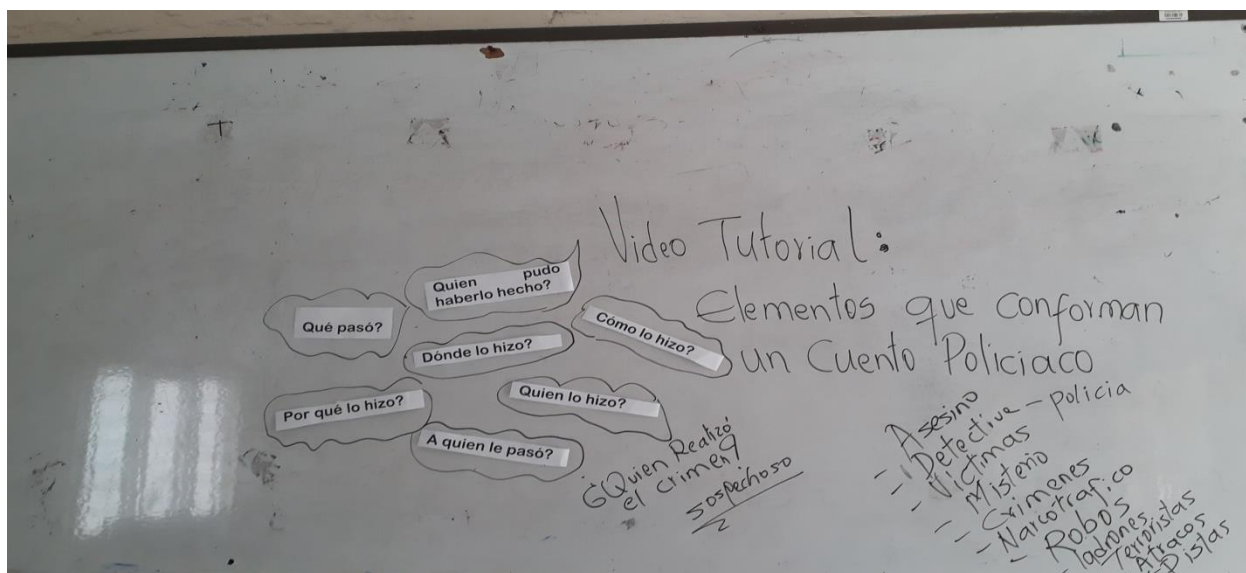 Video Tutorial:
Elementos que conforman
un Cuento Policiaco
Quien pudo
haberlo hecho?
Qué pasó?
Cómo lo hizo?
Dónde lo hizo?
Por qué lo hizo?
Quien lo hizo?
A quien le pasó?
¿Quien Realizó
el crimen?
sospechoso
- Asesino
- Detective - policia
- Victimas
- Misterio
- Crimenes
- Narcotrafico
- Robos
- Ladrones
- Terroristas
Atracos
- Pistas